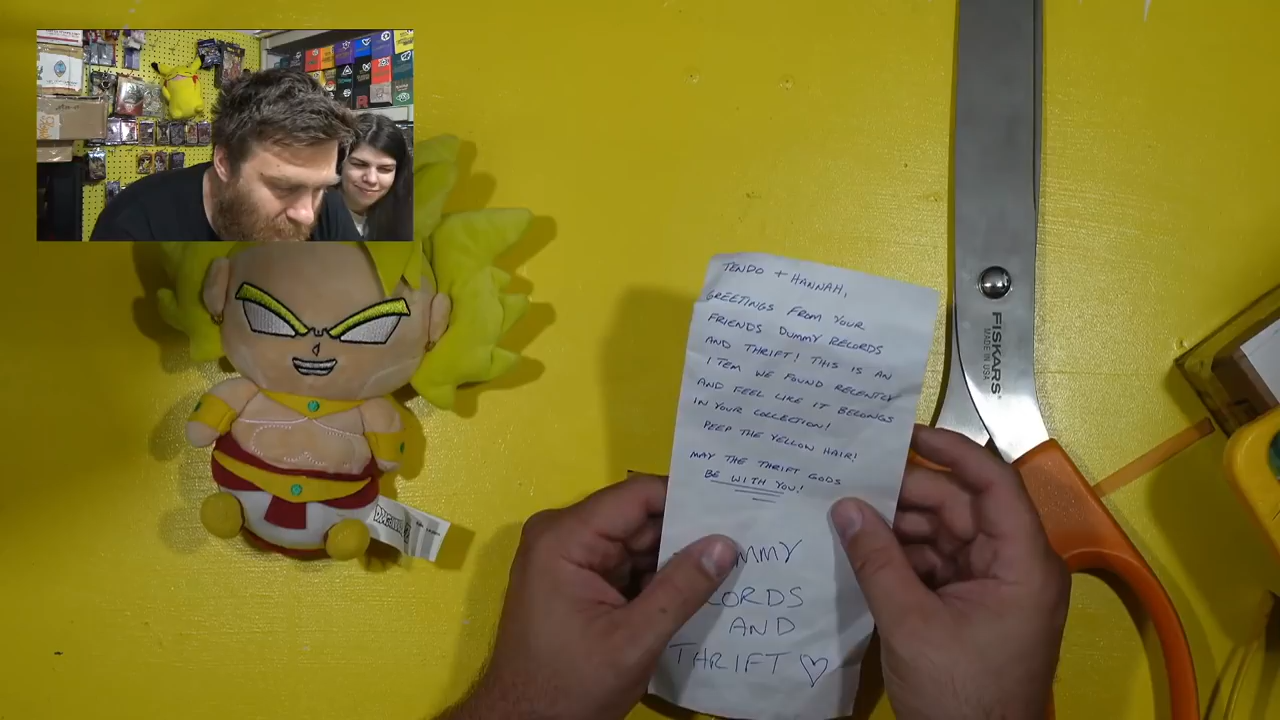 TENDO + HANNAH,
GREETINGS FROM YOUR
FRIENDS DUMMY RECORDS
AND THRIFT! THIS IS AN
ITEM WE FOUND RECENTLY
AND FEEL LIKE IT BELONGS
IN YOUR COLLECTION!
PEEP THE YELLOW HAIR!
MAY THE THRIFT GODS
BE WITH YOU!
MMY
CORDS
AND
THRIFT ♡
FISKARS
MADE IN USA